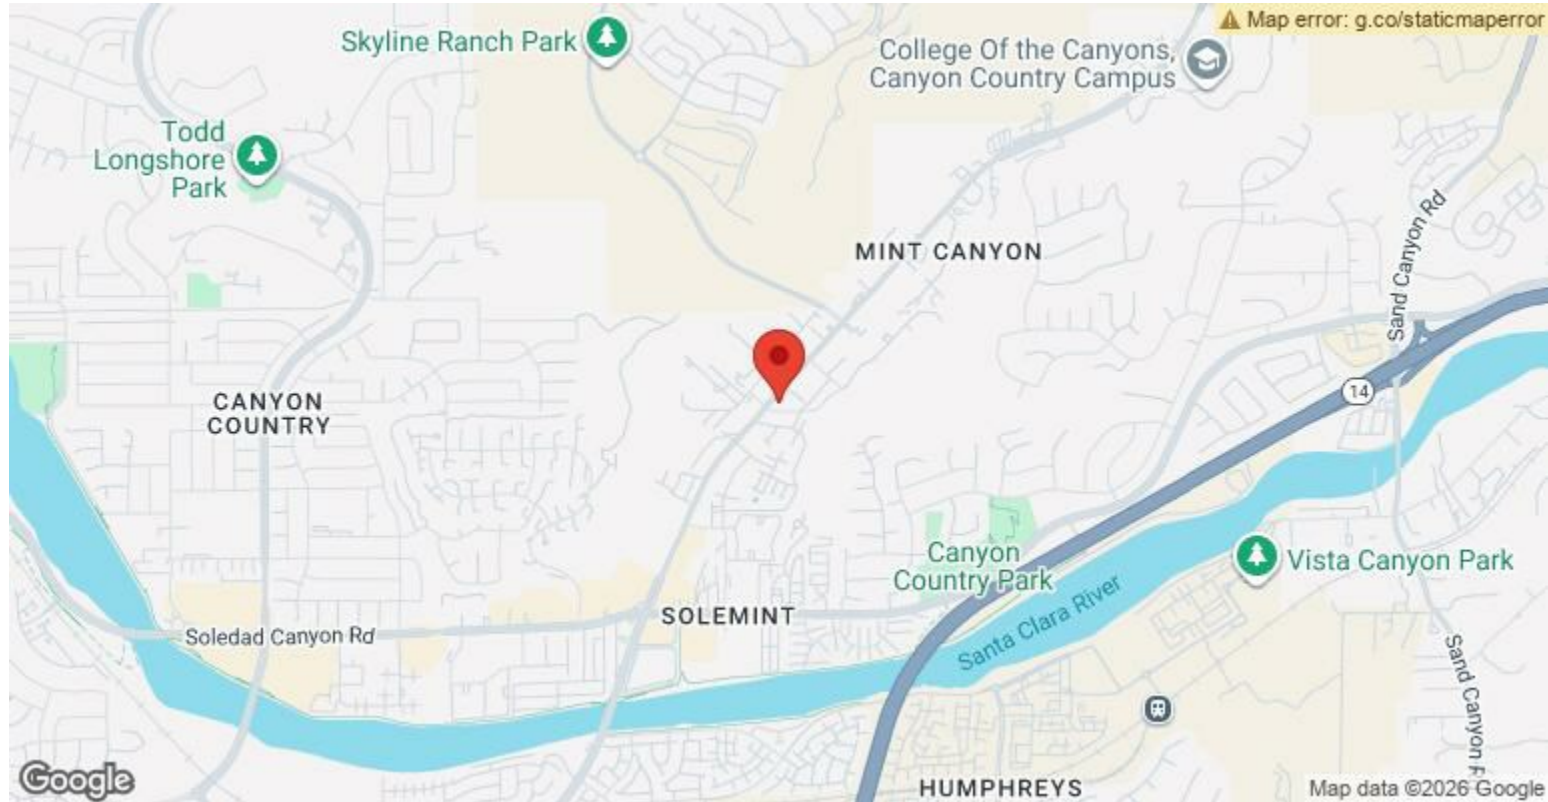 Map error: g.co/staticmaperror
Skyline Ranch Park
College Of the Canyons,
Canyon Country Campus
Todd
Longshore
Park
Sand Canyon Rd
MINT CANYON
14
CANYON
COUNTRY
Canyon
Country Park
Vista Canyon Park
Santa Clara River
SOLEMINT
Soledad Canyon Rd
Sand Canyon R
HUMPHREYS
Google
Map data ©2026 Google